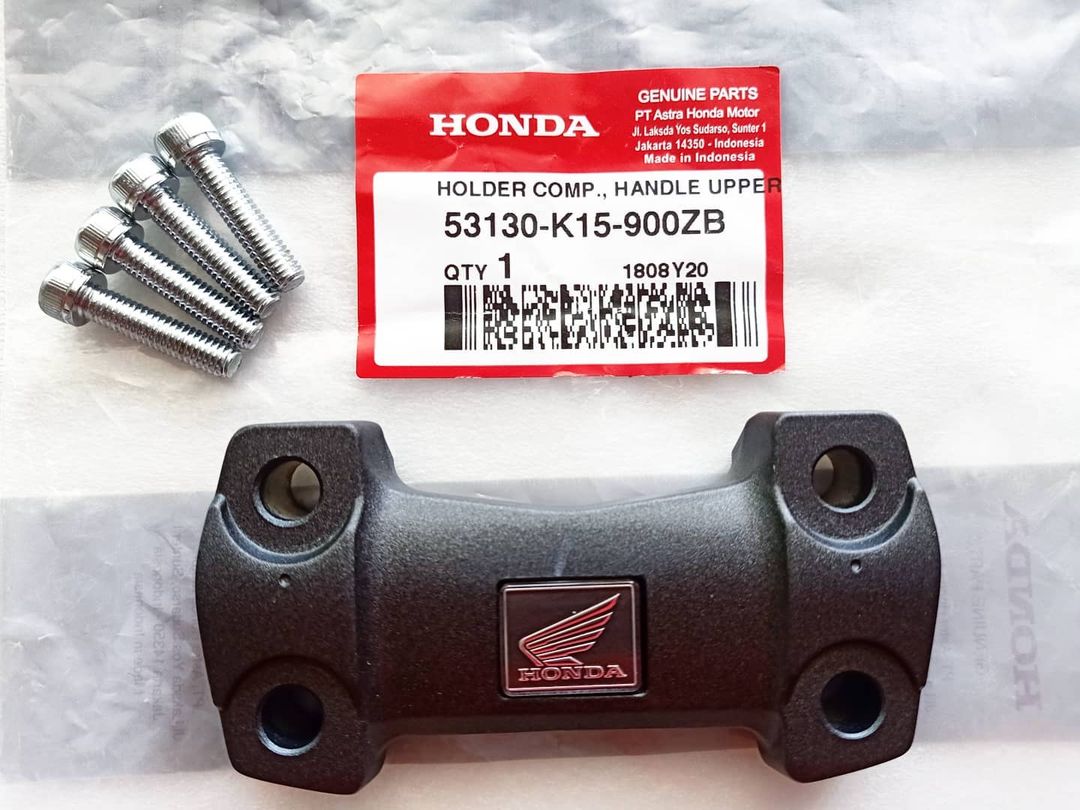 GENUINE PARTS
HONDA
PT Astra Honda Motor
Jl. Laksda Yos Sudarso, Sunter 1
Jakarta 14350 - Indonesia
Made in Indonesia
HOLDER COMP., HANDLE UPPER
53130-K15-900ZB
QTY 1 1808Y20
HONDA
HONDA